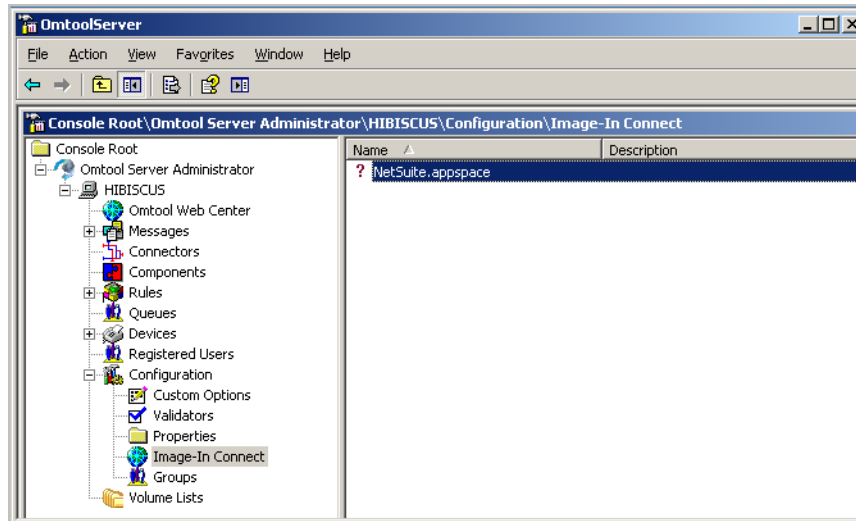 OmtoolServer
File Action View Favorites Window Help
Console Root\Omtool Server Administrator\HIBISCUS\Configuration\Image-In Connect
Console Root
Omtool Server Administrator
HIBISCUS
Omtool Web Center
Messages
Connectors
Components
Rules
Queues
Devices
Registered Users
Configuration
Custom Options
Validators
Properties
Image-In Connect
Groups
Volume Lists
Name Description
NetSuite.appspace